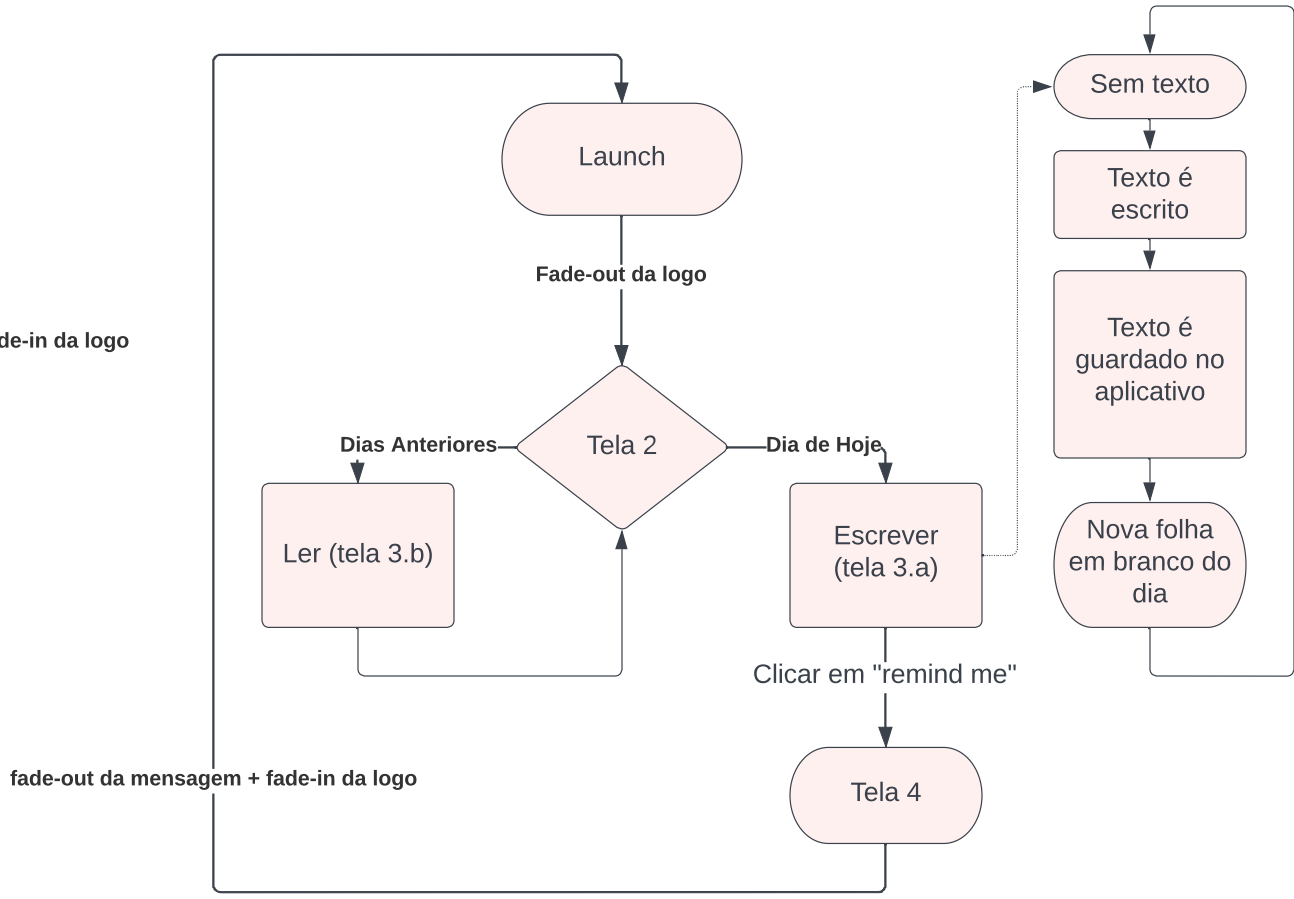 Sem texto
Launch
Texto é
escrito
Fade-out da logo
Texto é
guardado no
aplicativo
de-in da logo
Dias Anteriores
Tela 2
Dia de Hoje
Ler (tela 3.b)
Escrever
(tela 3.a)
Nova folha
em branco do
dia
Clicar em "remind me"
fade-out da mensagem + fade-in da logo
Tela 4